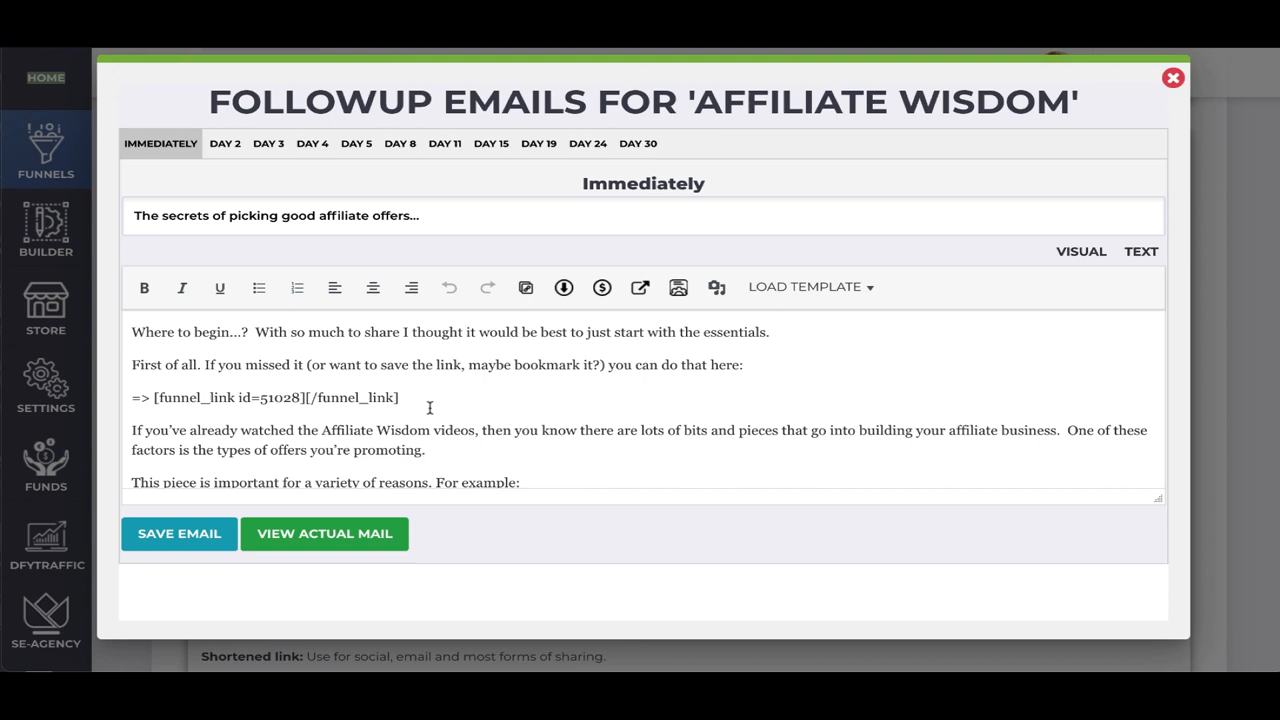 HOME
FUNNELS
BUILDER
STORE
SETTINGS
FUNDS
DFYTRAFFIC
SE-AGENCY
FOLLOWUP EMAILS FOR 'AFFILIATE WISDOM'
IMMEDIATELY DAY 2 DAY 3 DAY 4 DAY 5 DAY 8 DAY 11 DAY 15 DAY 19 DAY 24 DAY 30
Immediately
The secrets of picking good affiliate offers...
VISUAL TEXT
B I U LOAD TEMPLATE
Where to begin...? With so much to share I thought it would be best to just start with the essentials.
First of all. If you missed it (or want to save the link, maybe bookmark it?) you can do that here:
=> [funnel_link id=51028][/funnel_link]
If you've already watched the Affiliate Wisdom videos, then you know there are lots of bits and pieces that go into building your affiliate business. One of these
factors is the types of offers you're promoting.
This piece is important for a variety of reasons. For example:
SAVE EMAIL VIEW ACTUAL MAIL
Shortened link: Use for social, email and most forms of sharing.